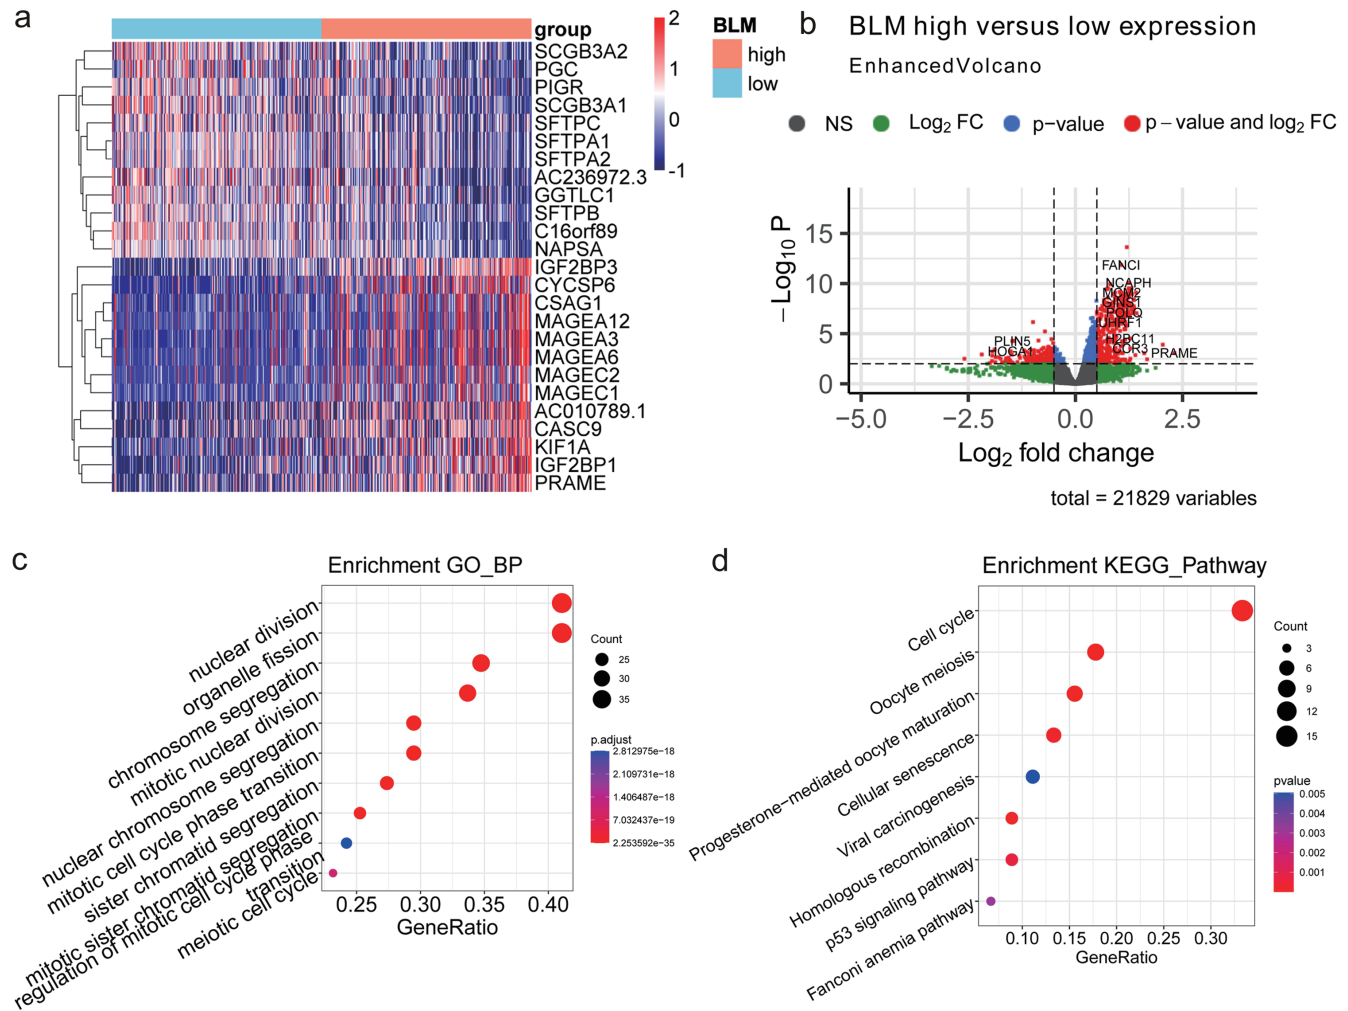 a
group
SCGB3A2
PGC
PIGR
SCGB3A1
SFTPC
SFTPA1
SFTPA2
AC236972.3
GGTLC1
SFTPB
C16orf89
NAPSA
IGF2BP3
CYCSP6
CSAG1
MAGEA12
MAGEA3
MAGEA6
MAGEC2
MAGEC1
AC010789.1
CASC9
KIF1A
IGF2BP1
PRAME
2
1
0
-1
BLM
high
low
b
BLM high versus low expression
EnhancedVolcano
NS
Log2 FC
p−value
p − value and log2 FC
− Log10 P
15
10
5
0
FANCI
NCAPH
MCM2
GINS1
POLQ
UHRF1
H2BC11
CDR3
PRAME
PLIN5
HOGA1
−5.0
−2.5
0.0
2.5
Log2 fold change
total = 21829 variables
c
Enrichment GO_BP
nuclear division
organelle fission
chromosome segregation
mitotic nuclear division
nuclear chromosome segregation
mitotic cell cycle phase transition
sister chromatid segregation
mitotic sister chromatid segregation
regulation of mitotic cell cycle phase
transition
meiotic cell cycle
0.25
0.30
0.35
0.40
GeneRatio
Count
25
30
35
p.adjust
2.812975e−18
2.109731e−18
1.406487e−18
7.032437e−19
2.253592e−35
d
Enrichment KEGG_Pathway
Cell cycle
Oocyte meiosis
Progesterone−mediated oocyte maturation
Cellular senescence
Viral carcinogenesis
Homologous recombination
p53 signaling pathway
Fanconi anemia pathway
0.10
0.15
0.20
0.25
0.30
GeneRatio
Count
3
6
9
12
15
pvalue
0.005
0.004
0.003
0.002
0.001